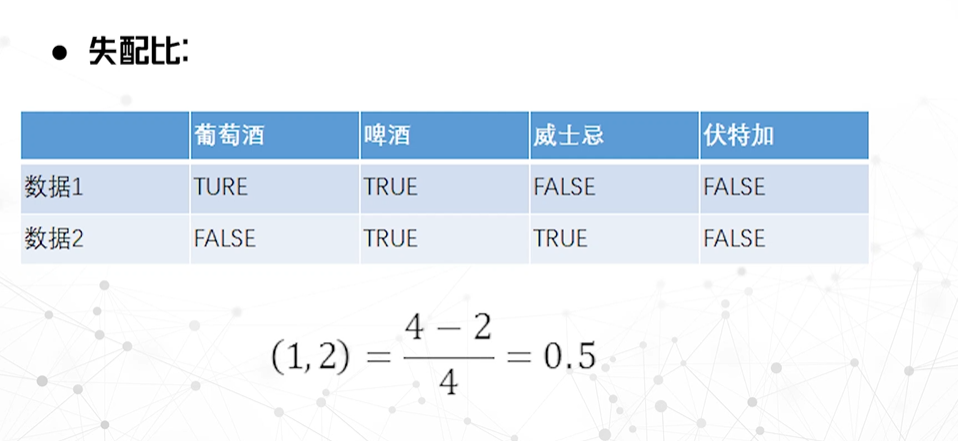 ● 失配比:
葡萄酒 啤酒 威士忌 伏特加
数据1 TURE TRUE FALSE FALSE
数据2 FALSE TRUE TRUE FALSE
(1,2) = \frac{4 - 2}{4} = 0.5